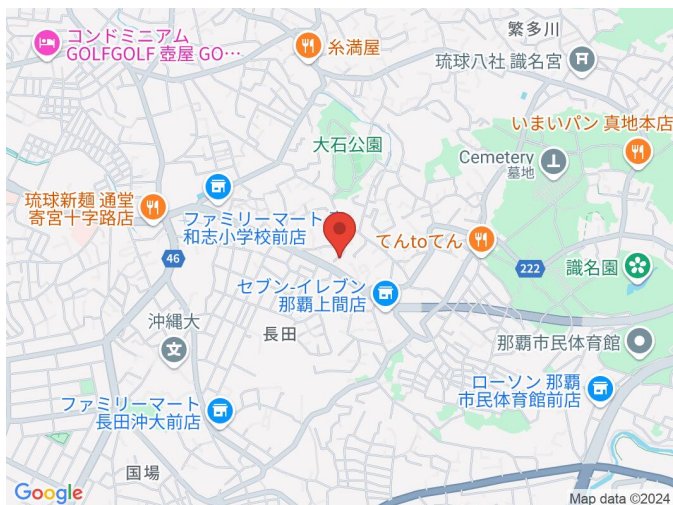 コンドミニアム
GOLFGOLF 壺屋 GO…
糸満屋
繁多川
琉球八社 識名宮
いまいパン 真地本店
大石公園
Cemetery
墓地
琉球新麺 通堂
寄宮十字路店
ファミリーマート
和志小学校前店
てんtoてん
46
222
識名園
セブン-イレブン
那覇上間店
沖縄大
長田
那覇市民体育館
ファミリーマート
長田沖大前店
ローソン 那覇
市民体育館前店
国場
Google
Map data ©2024